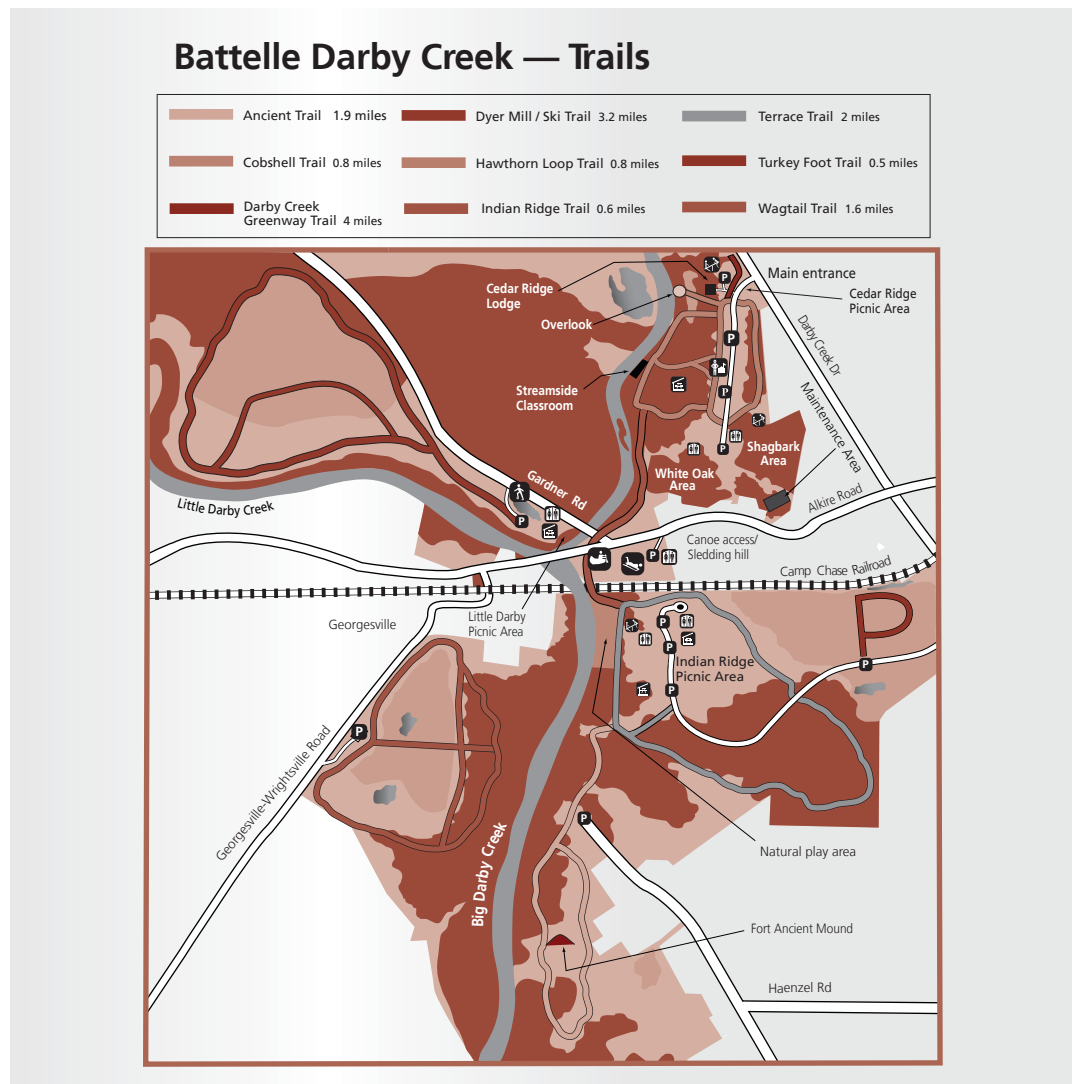 Battelle Darby Creek — Trails
Ancient Trail 1.9 miles
Dyer Mill / Ski Trail 3.2 miles
Terrace Trail 2 miles
Cobshell Trail 0.8 miles
Hawthorn Loop Trail 0.8 miles
Turkey Foot Trail 0.5 miles
Darby Creek
Greenway Trail 4 miles
Indian Ridge Trail 0.6 miles
Wagtail Trail 1.6 miles
Main entrance
Cedar Ridge
Lodge
Cedar Ridge
Picnic Area
Overlook
Darby Creek Dr
Streamside
Classroom
Maintenance Area
Shagbark
Area
White Oak
Area
Gardner Rd
Little Darby Creek
Alkire Road
Canoe access/
Sledding hill
Camp Chase Railroad
Georgesville
Little Darby
Picnic Area
Indian Ridge
Picnic Area
Georgesville-Wrightsville Road
Big Darby Creek
Natural play area
Fort Ancient Mound
Haenzel Rd
P
P
P
P
P
P
P
P
P
P
P
P